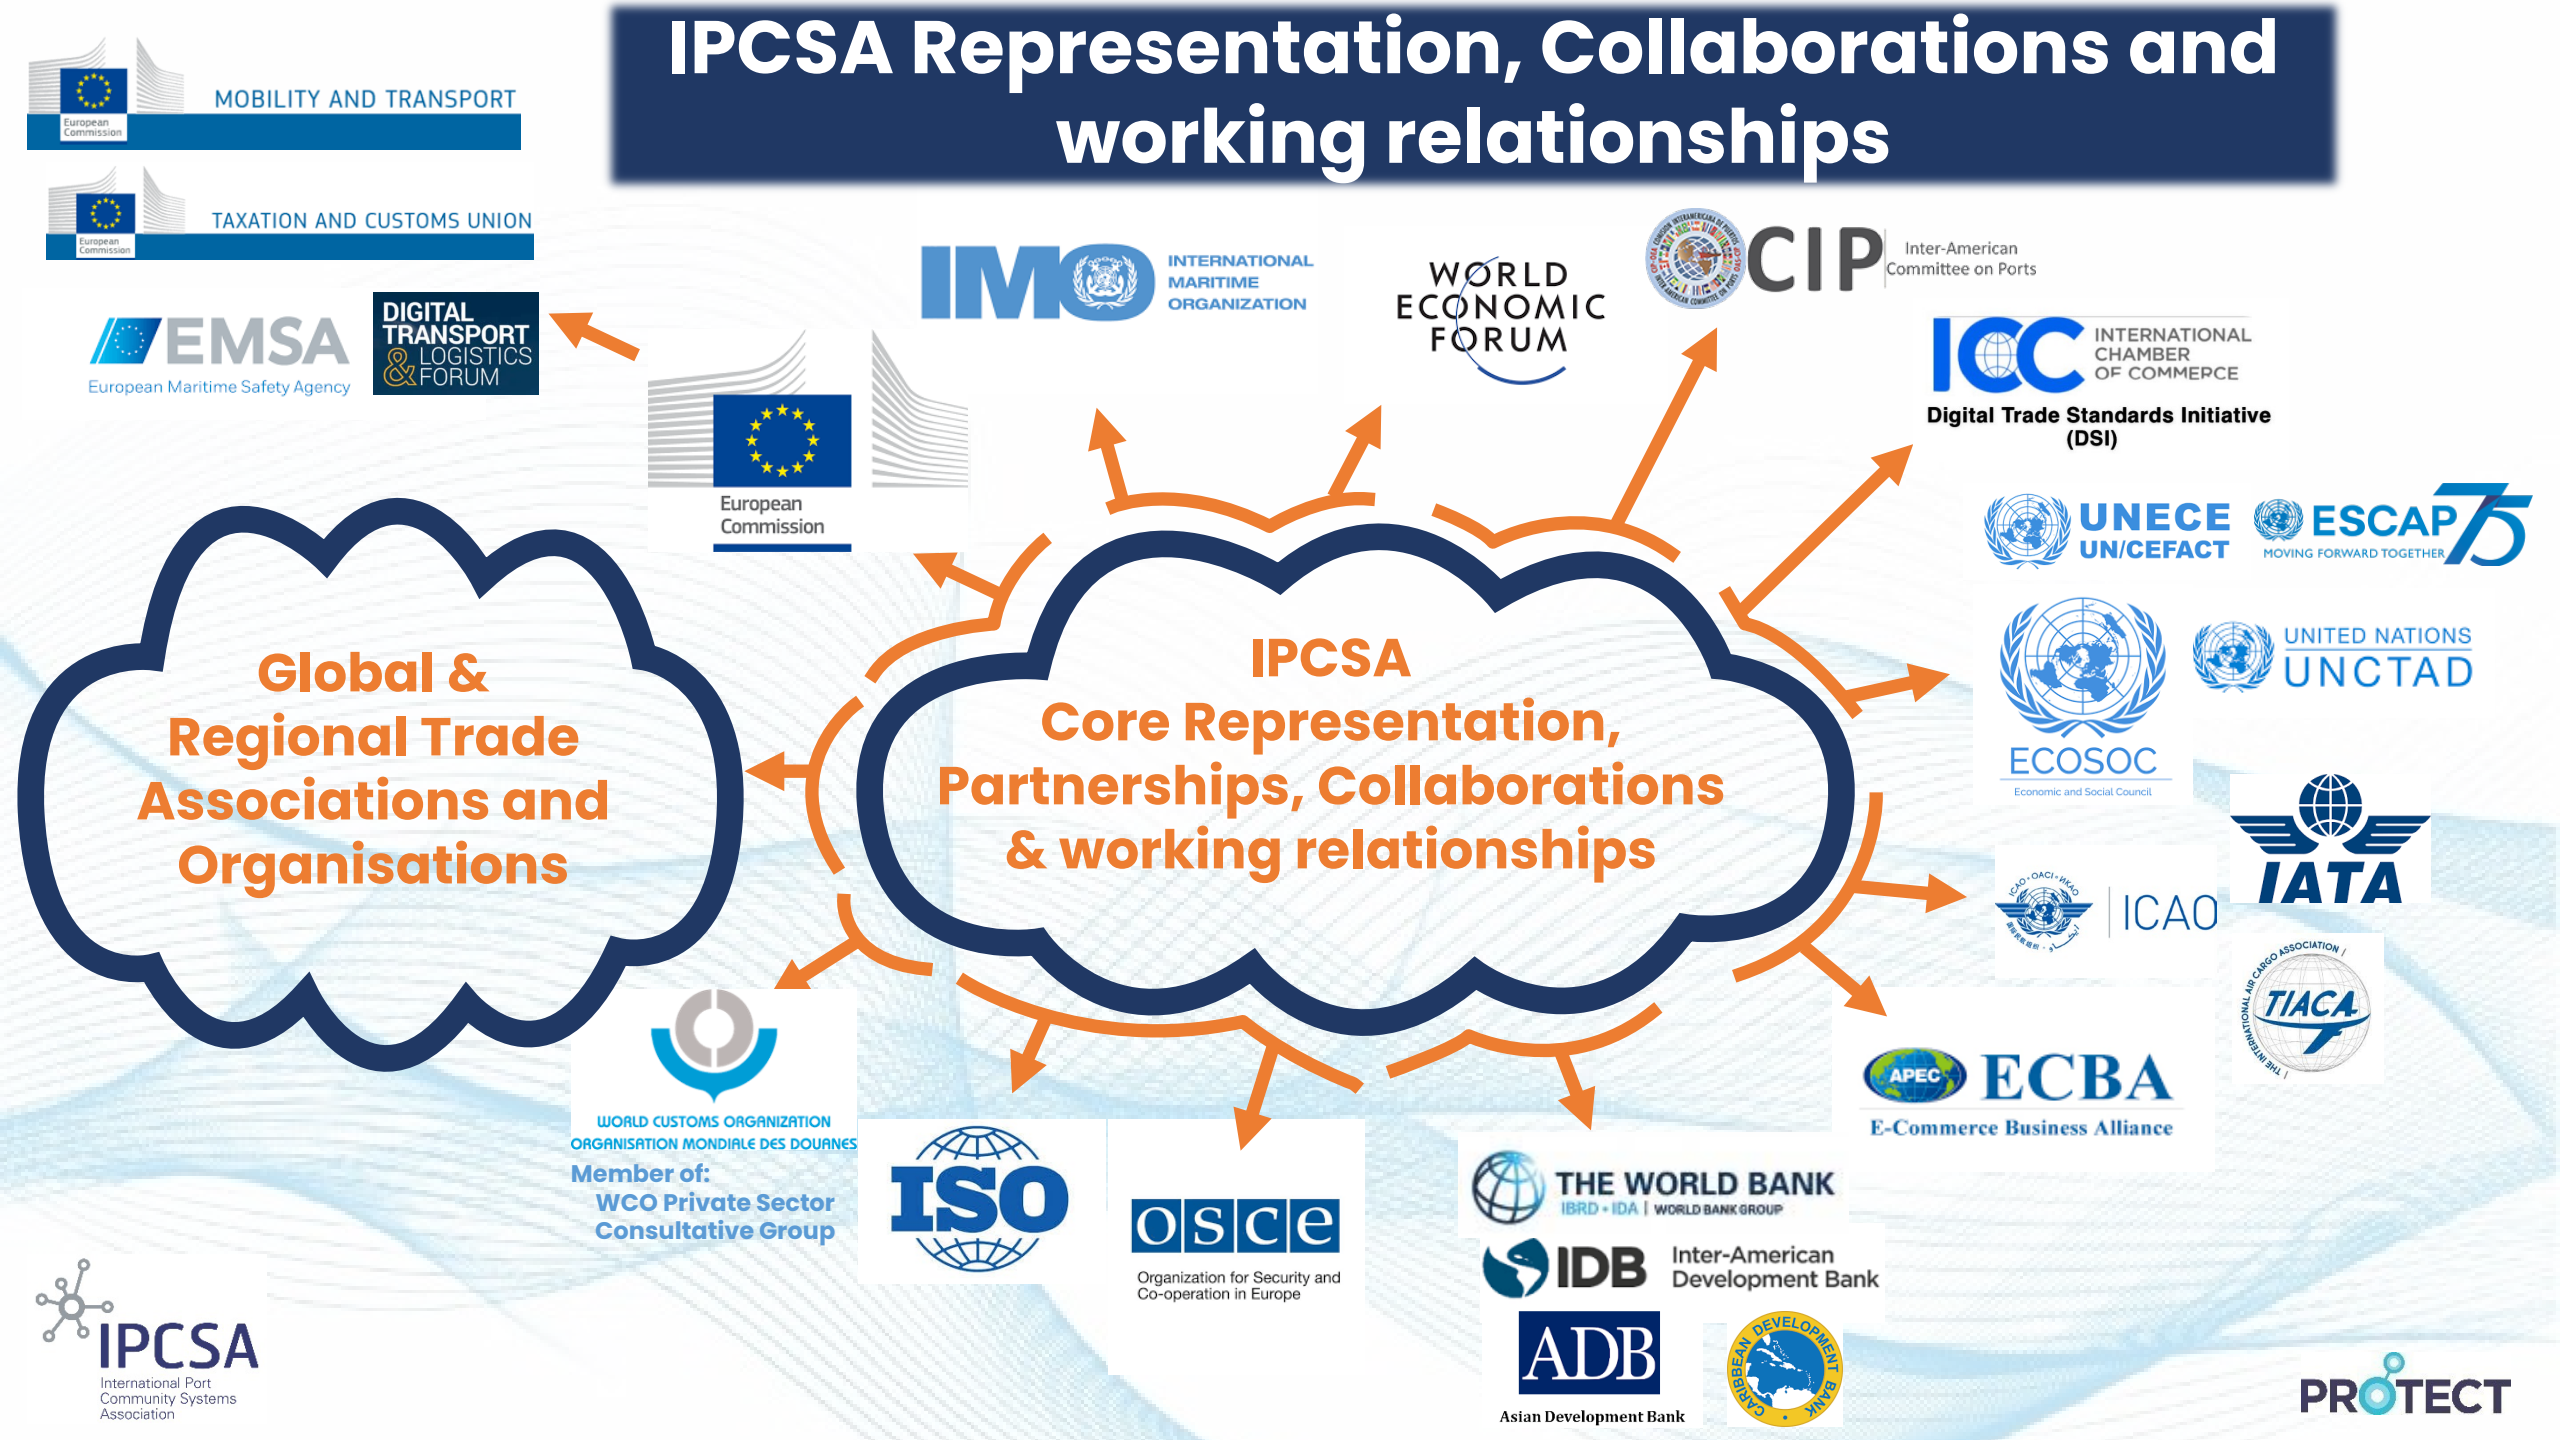 IPCSA Representation, Collaborations and
working relationships
European
Commission
MOBILITY AND TRANSPORT
European
Commission
TAXATION AND CUSTOMS UNION
EMSA
European Maritime Safety Agency
DIGITAL
TRANSPORT
& LOGISTICS
FORUM
European
Commission
IMO
INTERNATIONAL
MARITIME
ORGANIZATION
WORLD
ECONOMIC
FORUM
CIP
Inter-American
Committee on Ports
ICC
INTERNATIONAL
CHAMBER
OF COMMERCE
Digital Trade Standards Initiative
(DSI)
UNECE
UN/CEFACT
ESCAP 75
MOVING FORWARD TOGETHER
ECOSOC
Economic and Social Council
UNITED NATIONS
UNCTAD
IATA
ICAO · OACI · ИКАО
ICAO
THE INTERNATIONAL AIR CARGO ASSOCIATION
TIACA
Global &
Regional Trade
Associations and
Organisations
IPCSA
Core Representation,
Partnerships, Collaborations
& working relationships
WORLD CUSTOMS ORGANIZATION
ORGANISATION MONDIALE DES DOUANES
Member of:
WCO Private Sector
Consultative Group
ISO
OSCE
Organization for Security and
Co-operation in Europe
APEC
ECBA
E-Commerce Business Alliance
THE WORLD BANK
IBRD • IDA | WORLD BANK GROUP
IDB
Inter-American
Development Bank
ADB
Asian Development Bank
CARIBBEAN DEVELOPMENT BANK
IPCSA
International Port
Community Systems
Association
PROTECT